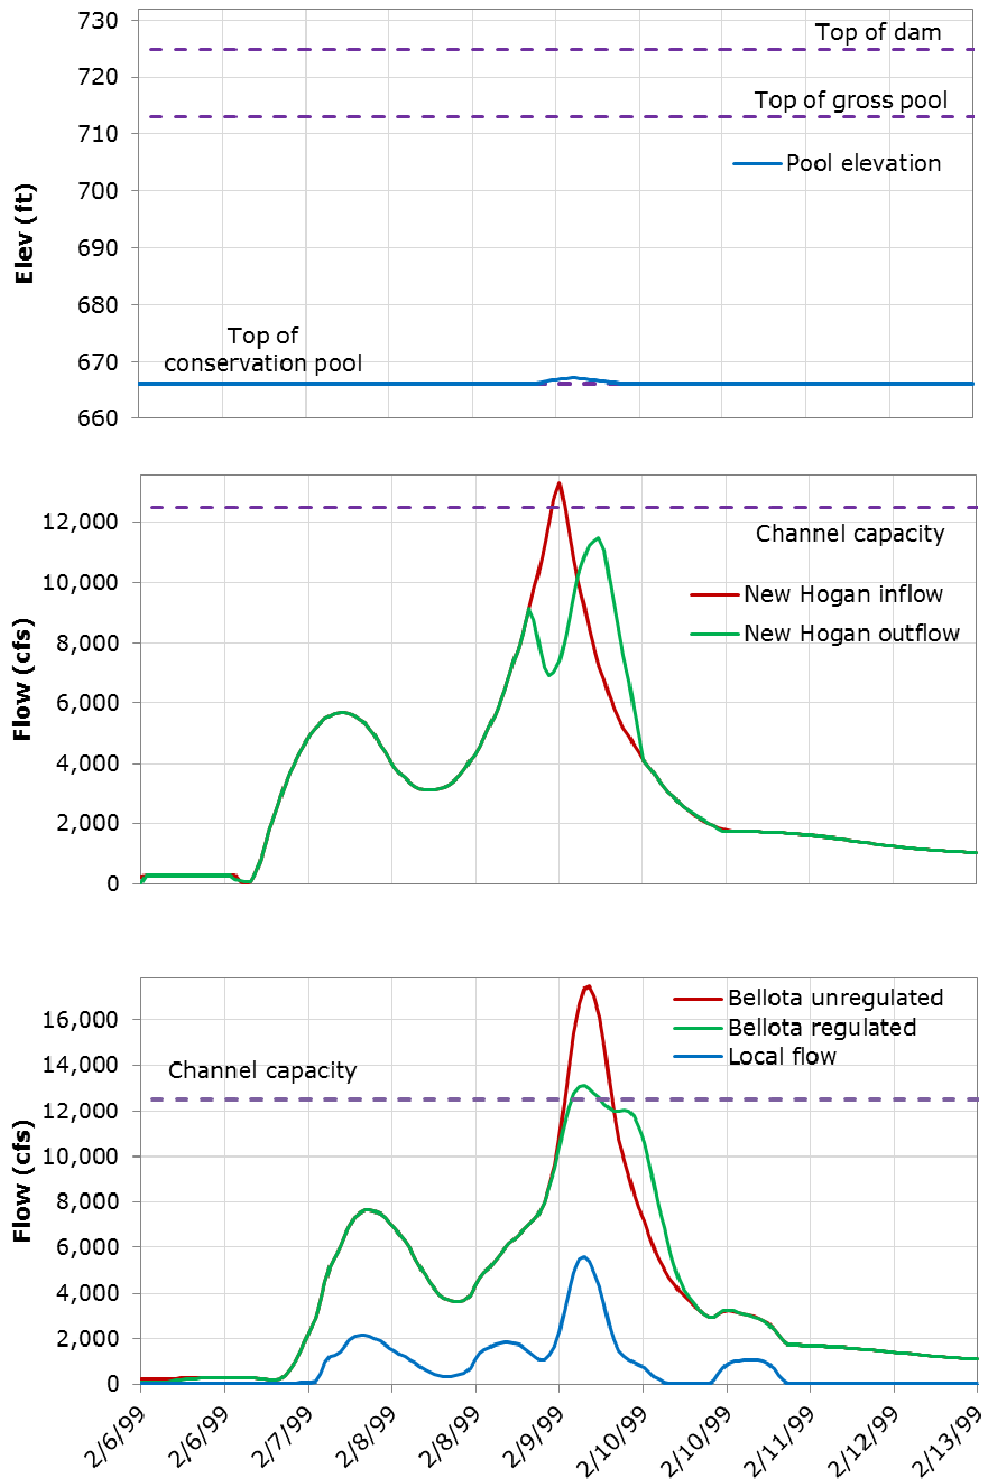 730
Top of dam
720
Top of gross pool
710
Pool elevation
700
Elev (ft)
690
680
Top of
670
conservation pool
660
12,000
Channel capacity
10,000
New Hogan inflow
New Hogan outflow
8,000
Flow (cfs)
6,000
4,000
2,000
0
Bellota unregulated
16,000
Bellota regulated
Local flow
14,000
Channel capacity
12,000
10,000
Flow (cfs)
8,000
6,000
4,000
2,000
0
2/6/99
2/6/99
2/7/99
2/8/99
2/8/99
2/9/99
2/10/99
2/10/99
2/11/99
2/12/99
2/13/99